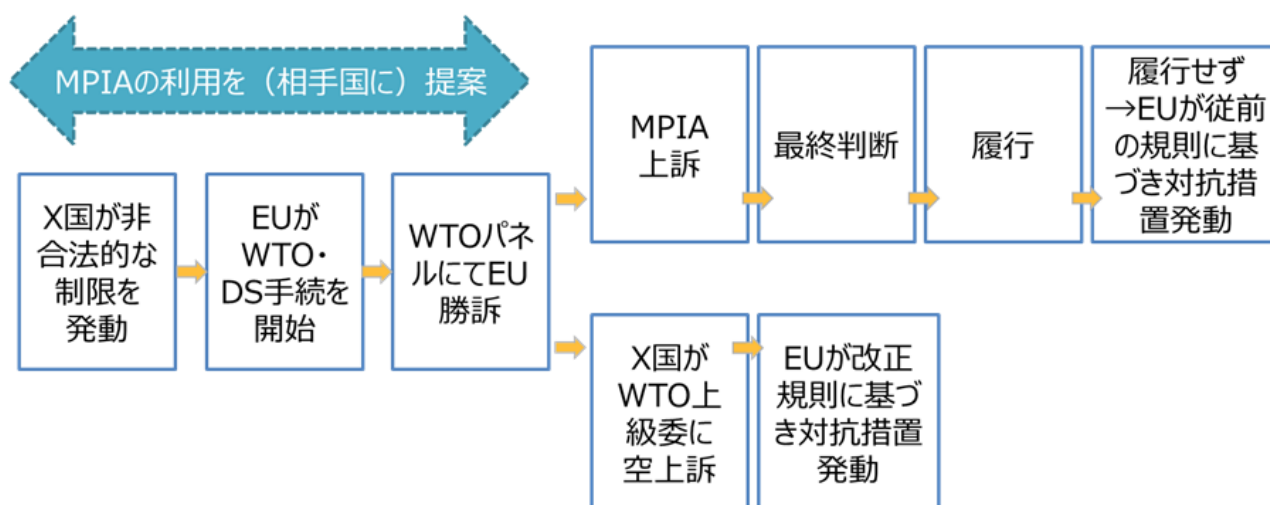 MPIAの利用を（相手国に）提案
X国が非
合法的な
制限を
発動
EUが
WTO・
DS手続を
開始
WTOパネ
ルにてEU
勝訴
MPIA
上訴
最終判断
履行
履行せず
→EUが従前
の規則に基
づき対抗措
置発動
X国が
WTO上
級委に
空上訴
EUが改正
規則に基づ
き対抗措置
発動